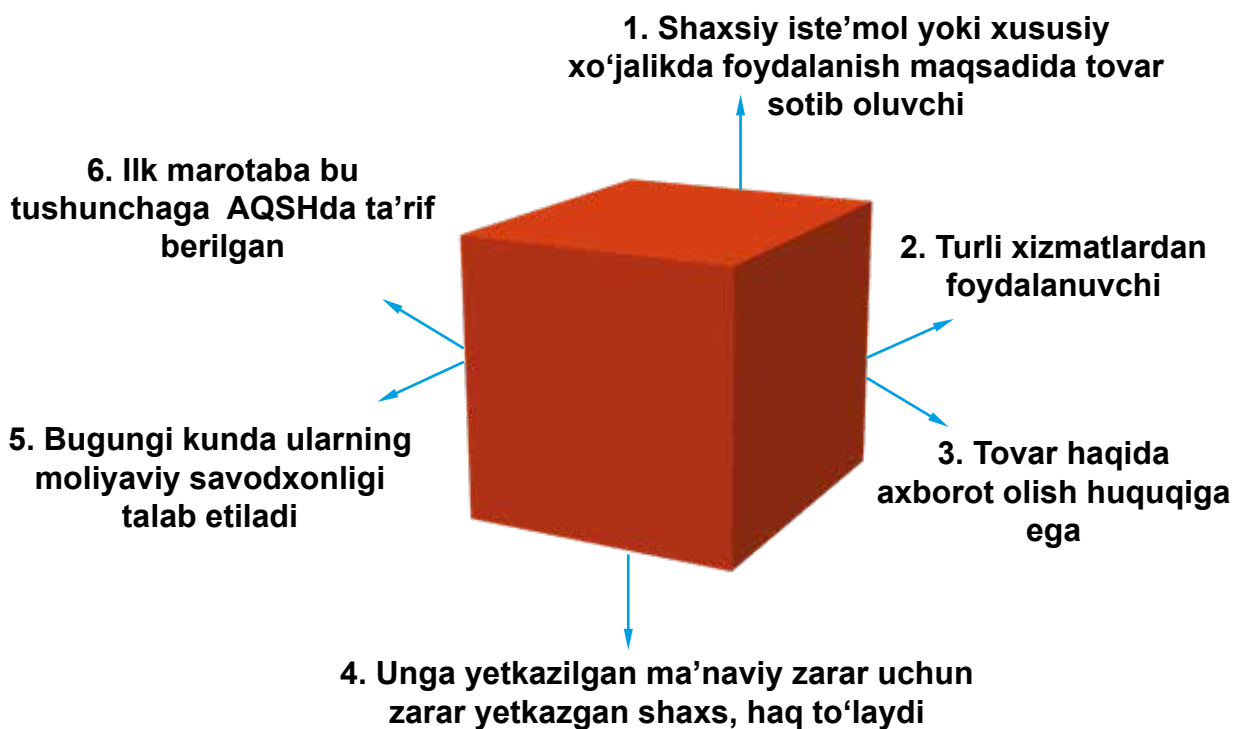 1. Shaxsiy iste’mol yoki xususiy
xo‘jalikda foydalanish maqsadida tovar
sotib oluvchi
2. Turli xizmatlardan
foydalanuvchi
3. Tovar haqida
axborot olish huquqiga
ega
4. Unga yetkazilgan ma’naviy zarar uchun
zarar yetkazgan shaxs, haq to‘laydi
5. Bugungi kunda ularning
moliyaviy savodxonligi
talab etiladi
6. Ilk marotaba bu
tushunchaga AQSHda ta’rif
berilgan